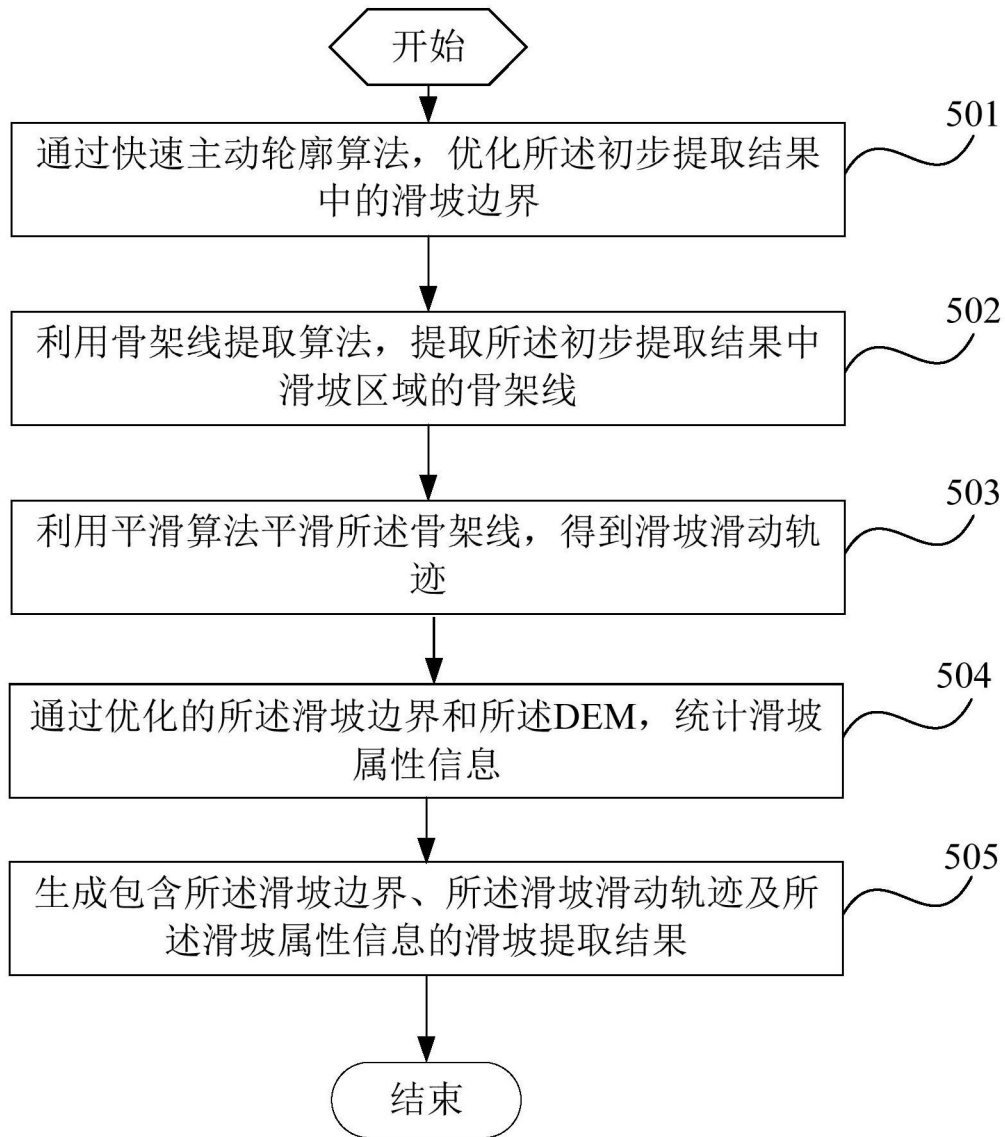 开始
501
通过快速主动轮廓算法，优化所述初步提取结果
中的滑坡边界
502
利用骨架线提取算法，提取所述初步提取结果中
滑坡区域的骨架线
503
利用平滑算法平滑所述骨架线，得到滑坡滑动轨
迹
504
通过优化的所述滑坡边界和所述DEM，统计滑坡
属性信息
505
生成包含所述滑坡边界、所述滑坡滑动轨迹及所
述滑坡属性信息的滑坡提取结果
结束